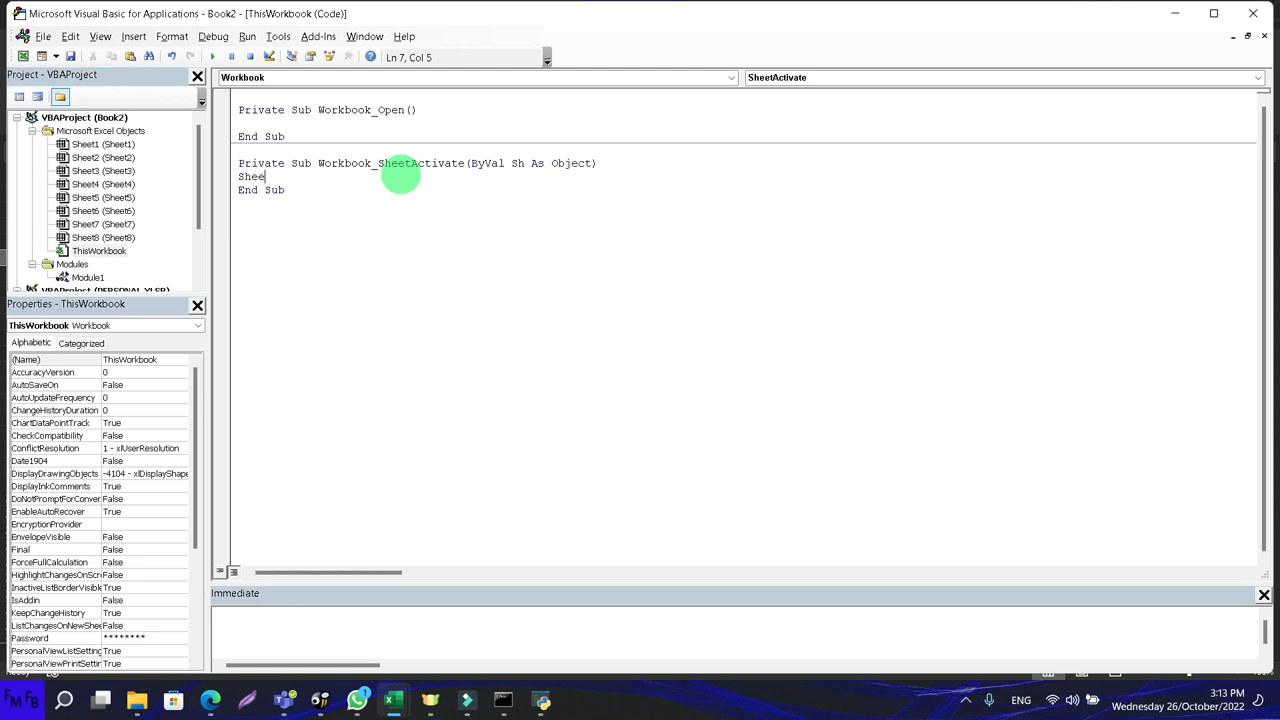 Microsoft Visual Basic for Applications - Book2 - [ThisWorkbook (Code)]
File Edit View Insert Format Debug Run Tools Add-Ins Window Help
Ln 7, Col 5
Project - VBAProject
Workbook
SheetActivate
VBAProject (Book2)
Microsoft Excel Objects
Sheet1 (Sheet1)
Sheet2 (Sheet2)
Sheet3 (Sheet3)
Sheet4 (Sheet4)
Sheet5 (Sheet5)
Sheet6 (Sheet6)
Sheet7 (Sheet7)
Sheet8 (Sheet8)
ThisWorkbook
Modules
Module1
Private Sub Workbook_Open()
End Sub
Private Sub Workbook_SheetActivate(ByVal Sh As Object)
Shee
End Sub
Properties - ThisWorkbook
ThisWorkbook Workbook
Alphabetic Categorized
(Name) ThisWorkbook
AccuracyVersion 0
AutoSaveOn False
AutoUpdateFrequency 0
ChangeHistoryDuration 0
ChartDataPointTrack True
CheckCompatibility False
ConflictResolution 1 - xlUserResolution
Date1904 False
DisplayDrawingObjects -4104 - xlDisplayShape
DisplayInkComments True
DoNotPromptForConver False
EnableAutoRecover True
EncryptionProvider
EnvelopeVisible False
Final False
ForceFullCalculation False
HighlightChangesOnScr False
InactiveListBorderVisible True
IsAddin False
KeepChangeHistory True
ListChangesOnNewShee False
Password ********
PersonalViewListSetting True
PersonalViewPrintSettin True
Immediate
FM FB
1
ENG
3:13 PM
Wednesday 26/October/2022